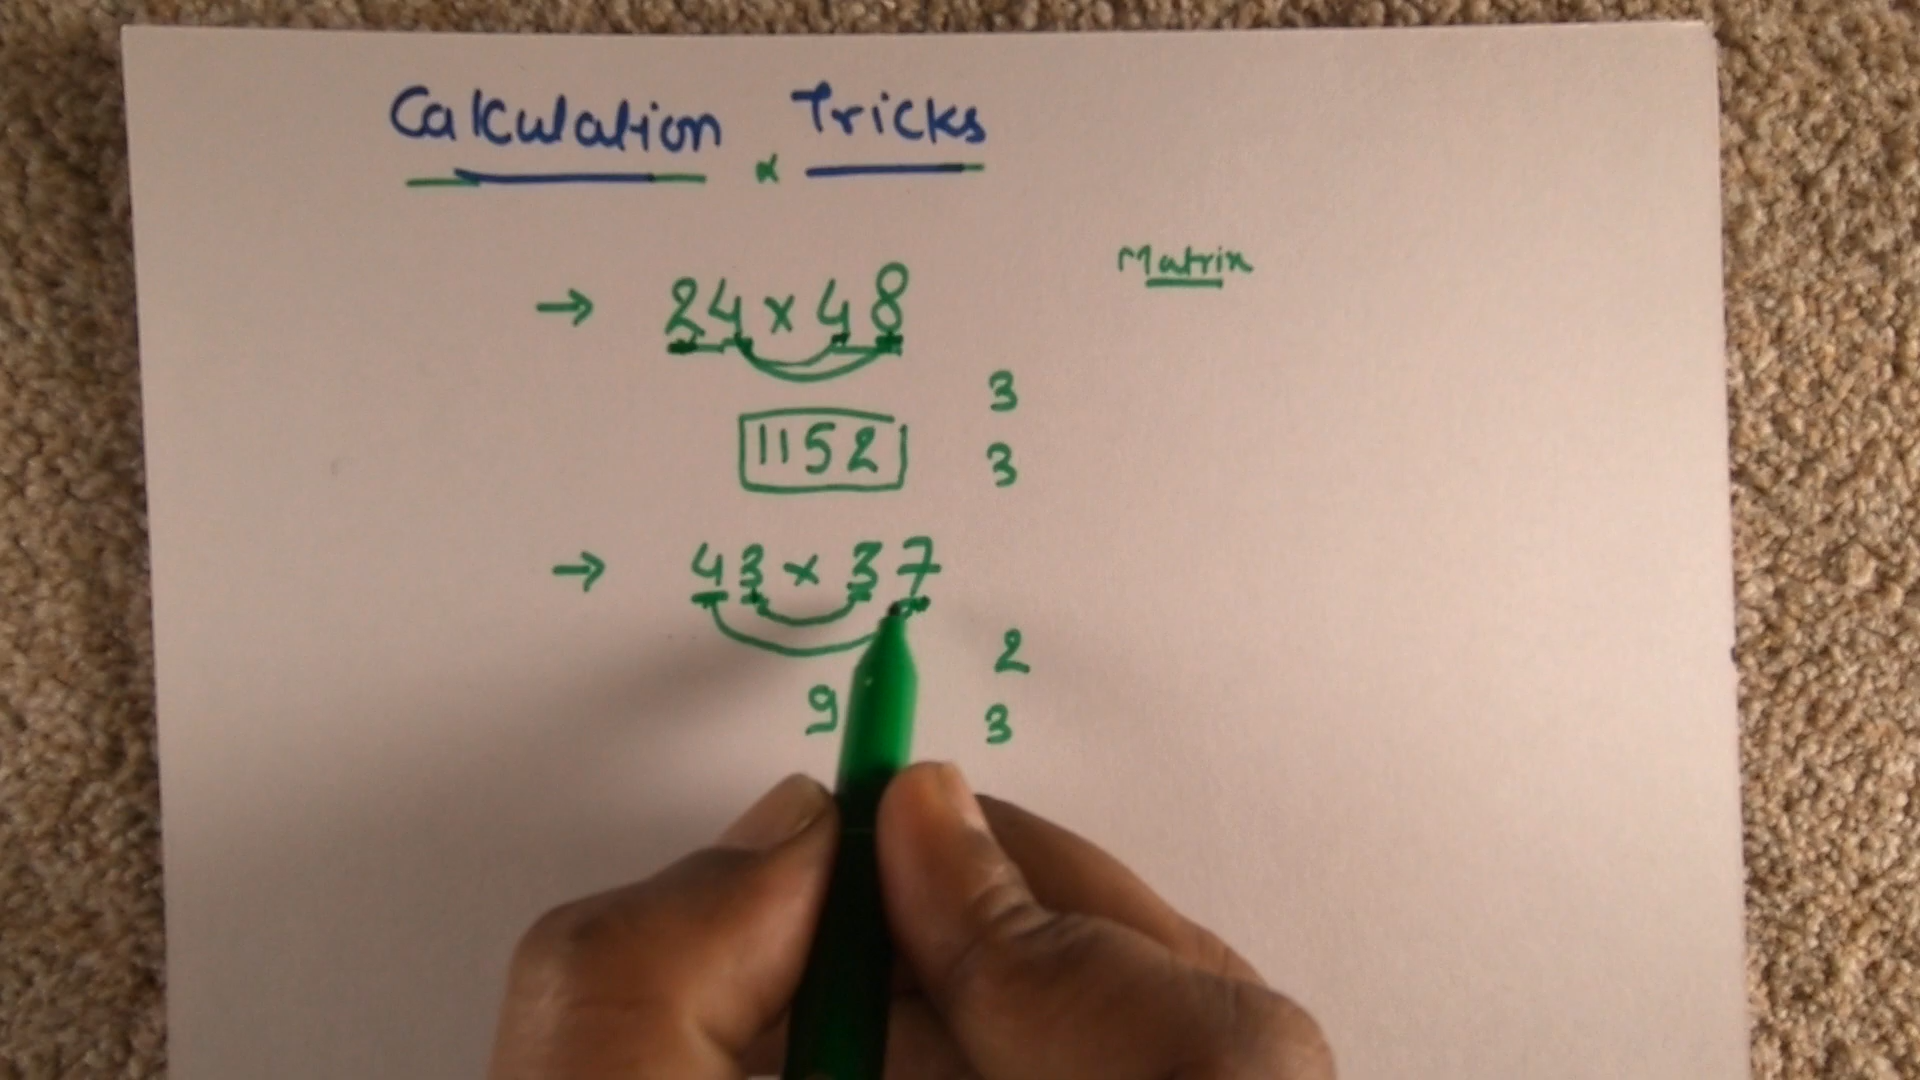 Calculation Tricks
Matrix
→ 24 × 48
3
1152
3
→ 43 × 37
2
9
3